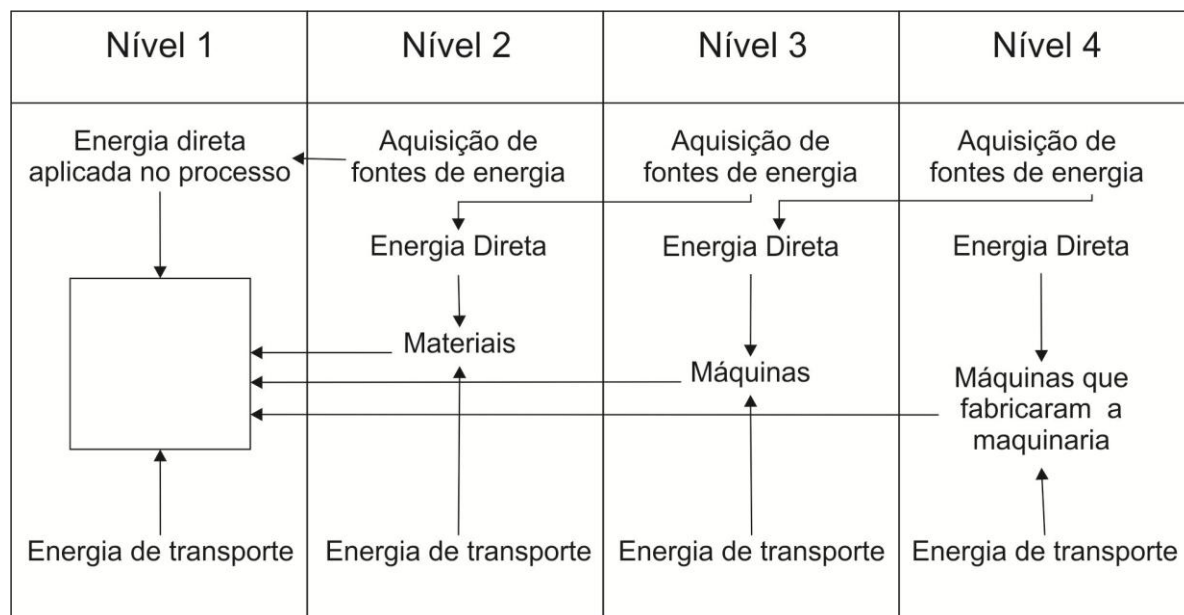 Nível 1
Nível 2
Nível 3
Nível 4
Energia direta
aplicada no processo
Aquisição de
fontes de energia
Aquisição de
fontes de energia
Aquisição de
fontes de energia
Energia Direta
Energia Direta
Energia Direta
Materiais
Máquinas
Máquinas que
fabricaram a
maquinaria
Energia de transporte
Energia de transporte
Energia de transporte
Energia de transporte